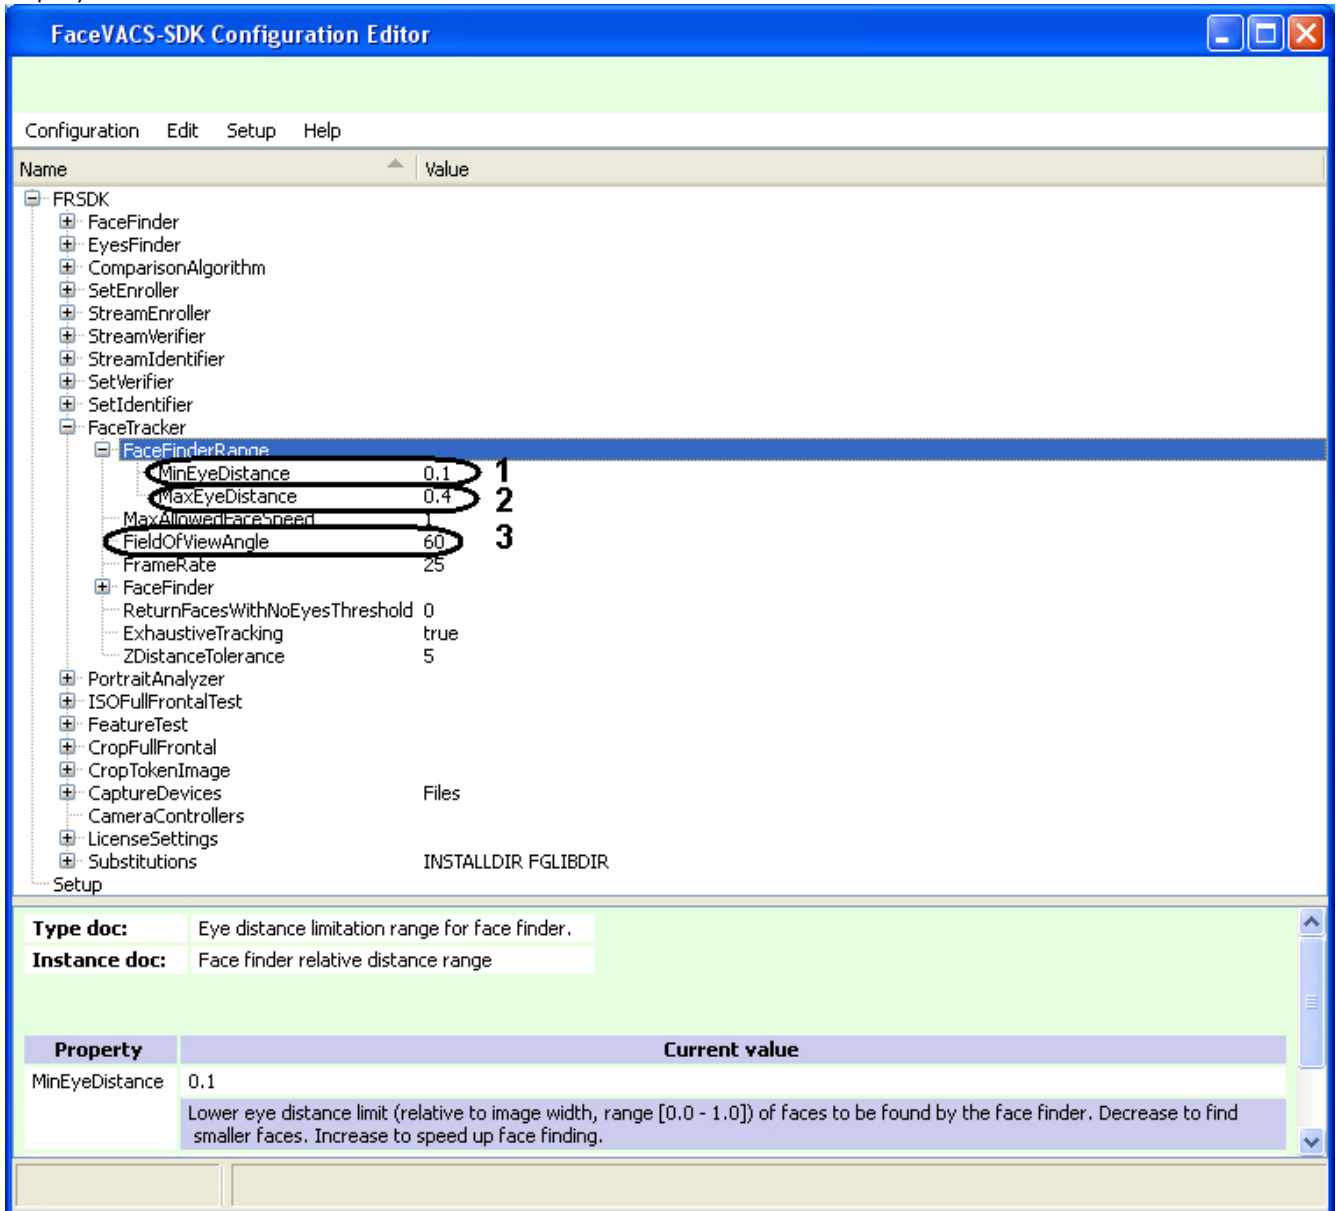 FaceVACS-SDK Configuration Editor
Configuration Edit Setup Help
Name Value
FRSDK
FaceFinder
EyesFinder
ComparisonAlgorithm
SetEnroller
StreamEnroller
StreamVerifier
StreamIdentifier
SetVerifier
SetIdentifier
FaceTracker
FaceFinderRange
MinEyeDistance 0.1 1
MaxEyeDistance 0.4 2
MaxAllowedFaceSpeed 1
FieldOfViewAngle 60 3
FrameRate 25
FaceFinder
ReturnFacesWithNoEyesThreshold 0
ExhaustiveTracking true
ZDistanceTolerance 5
PortraitAnalyzer
ISOFullFrontalTest
FeatureTest
CropFullFrontal
CropTokenImage
CaptureDevices Files
CameraControllers
LicenseSettings
Substitutions INSTALLDIR FGLIBDIR
Setup
Type doc: Eye distance limitation range for face finder.
Instance doc: Face finder relative distance range
Property Current value
MinEyeDistance 0.1
Lower eye distance limit (relative to image width, range [0.0 - 1.0]) of faces to be found by the face finder. Decrease to find
smaller faces. Increase to speed up face finding.